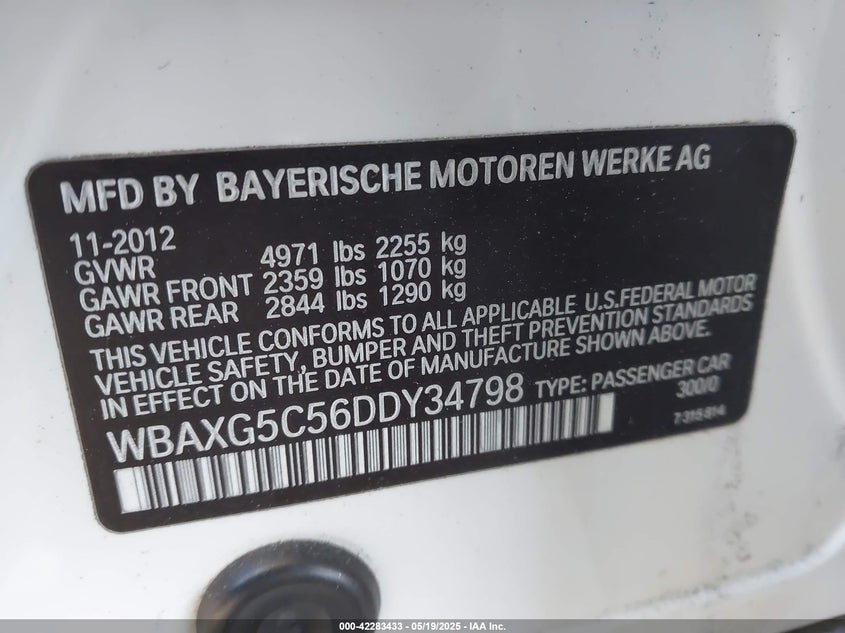 MFD BY BAYERISCHE MOTOREN WERKE AG
11-2012
GVWR 4971 lbs 2255 kg
GAWR FRONT 2359 lbs 1070 kg
GAWR REAR 2844 lbs 1290 kg
THIS VEHICLE CONFORMS TO ALL APPLICABLE U.S.FEDERAL MOTOR
VEHICLE SAFETY, BUMPER AND THEFT PREVENTION STANDARDS
IN EFFECT ON THE DATE OF MANUFACTURE SHOWN ABOVE.
WBAXG5C56DDY34798 TYPE: PASSENGER CAR
300/0
7-315-814
000-42283433 - 05/19/2025 - IAA Inc.